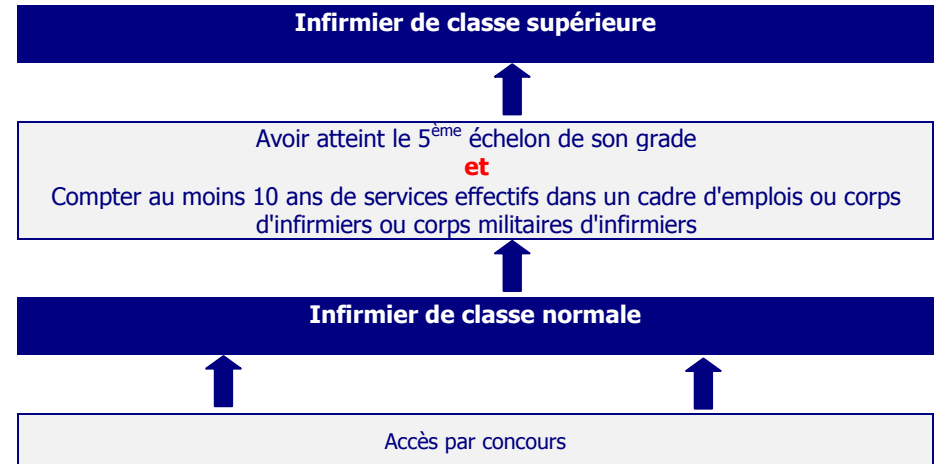 Infirmier de classe supérieure
Avoir atteint le 5ème échelon de son grade
et
Compter au moins 10 ans de services effectifs dans un cadre d'emplois ou corps
d'infirmiers ou corps militaires d'infirmiers
Infirmier de classe normale
Accès par concours